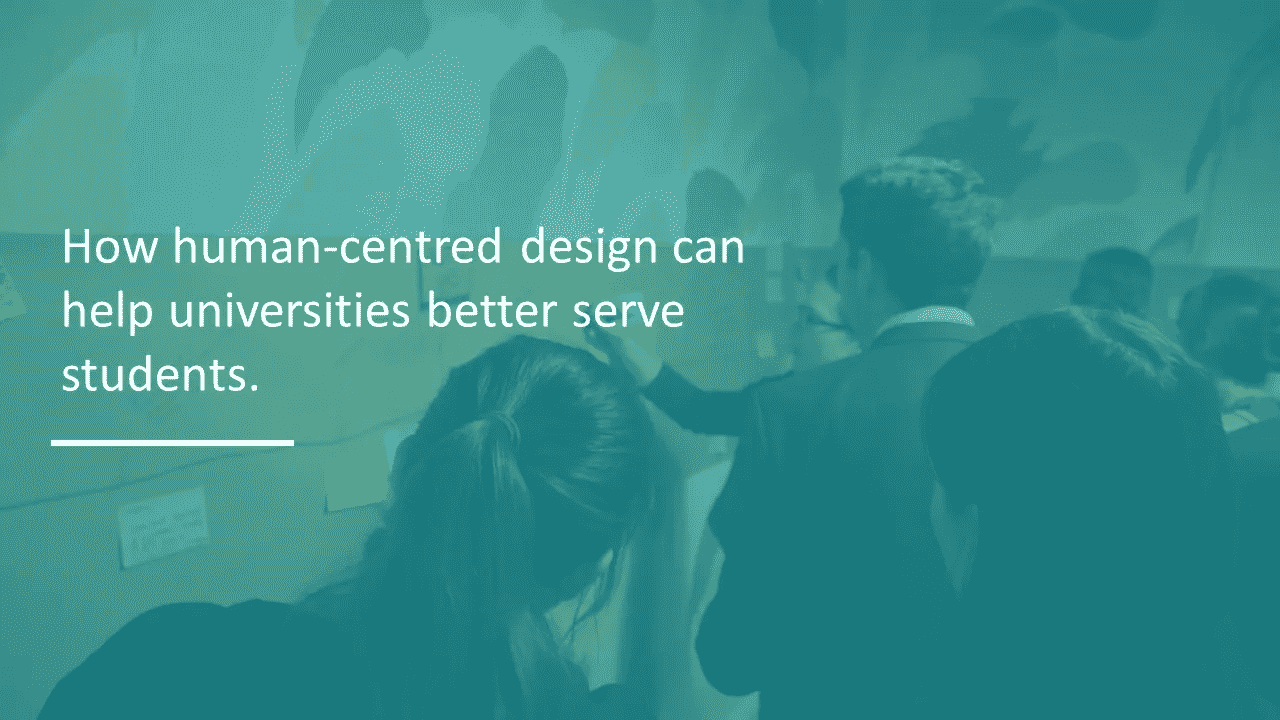 How human-centred design can
help universities better serve
students.